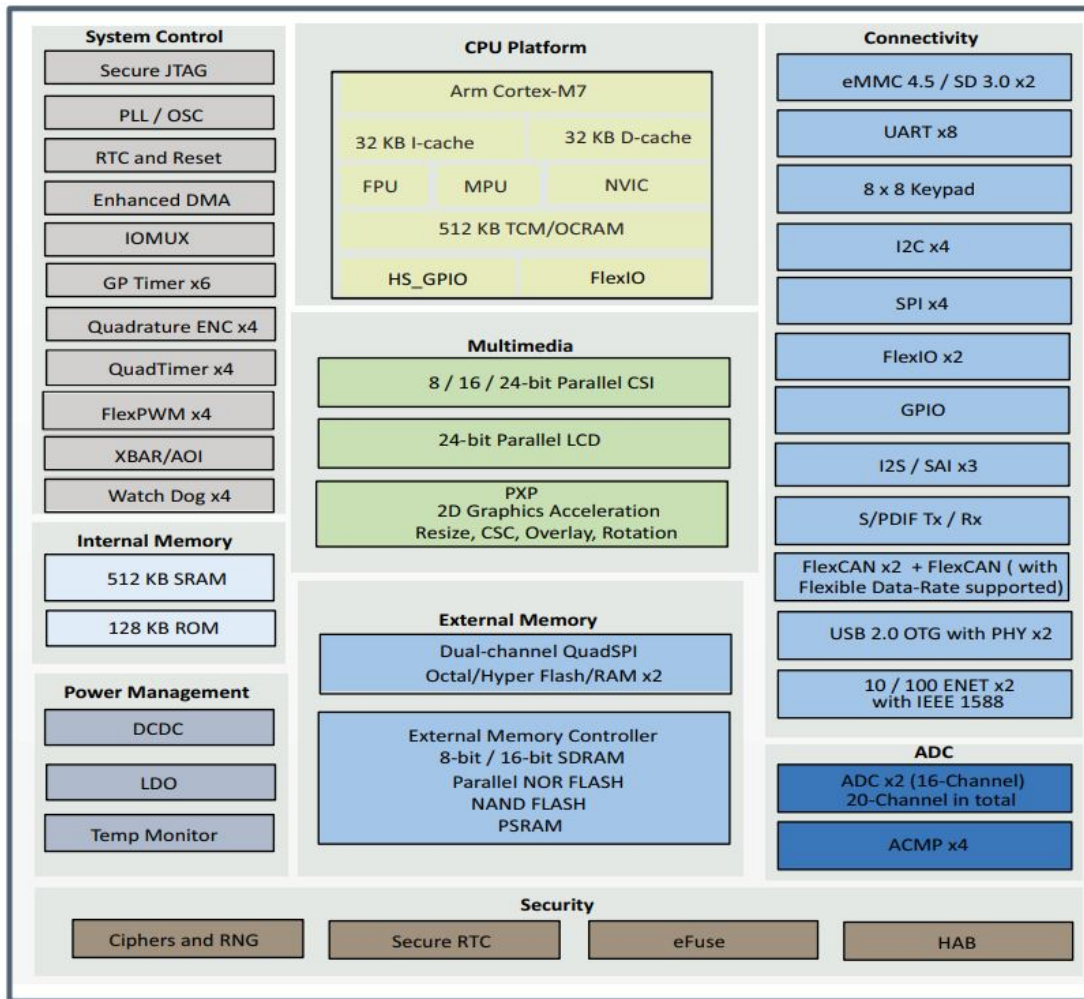 System Control
Secure JTAG
PLL / OSC
RTC and Reset
Enhanced DMA
IOMUX
GP Timer x6
Quadrature ENC x4
QuadTimer x4
FlexPWM x4
XBAR/AOI
Watch Dog x4
Internal Memory
512 KB SRAM
128 KB ROM
Power Management
DCDC
LDO
Temp Monitor
CPU Platform
Arm Cortex-M7
32 KB I-cache
32 KB D-cache
FPU
MPU
NVIC
512 KB TCM/OCRAM
HS_GPIO
FlexIO
Multimedia
8 / 16 / 24-bit Parallel CSI
24-bit Parallel LCD
PXP
2D Graphics Acceleration
Resize, CSC, Overlay, Rotation
External Memory
Dual-channel QuadSPI
Octal/Hyper Flash/RAM x2
External Memory Controller
8-bit / 16-bit SDRAM
Parallel NOR FLASH
NAND FLASH
PSRAM
Connectivity
eMMC 4.5 / SD 3.0 x2
UART x8
8 x 8 Keypad
I2C x4
SPI x4
FlexIO x2
GPIO
I2S / SAI x3
S/PDIF Tx / Rx
FlexCAN x2 + FlexCAN ( with
Flexible Data-Rate supported)
USB 2.0 OTG with PHY x2
10 / 100 ENET x2
with IEEE 1588
ADC
ADC x2 (16-Channel)
20-Channel in total
ACMP x4
Security
Ciphers and RNG
Secure RTC
eFuse
HAB